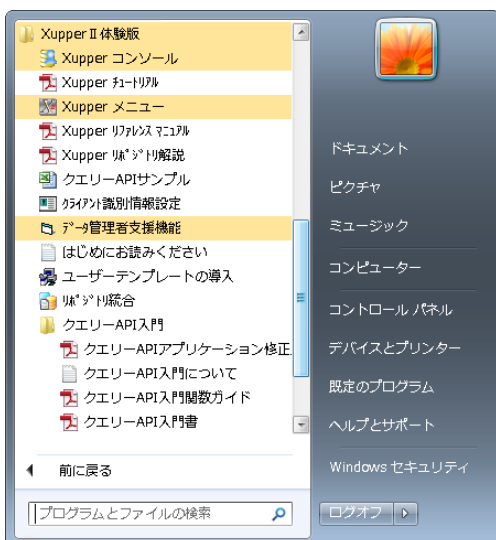 Xupper Ⅱ 体験版
Xupper コンソール
Xupper ﾁｭｰﾄﾘｱﾙ
Xupper メニュー
Xupper ﾘﾌｧﾚﾝｽ ﾏﾆｭｱﾙ
Xupper ﾘﾎﾟｼﾞﾄﾘ解説
クエリーAPIサンプル
ｸﾗｲｱﾝﾄ識別情報設定
ﾃﾞｰﾀ管理者支援機能
はじめにお読みください
ユーザーテンプレートの導入
ﾘﾎﾟｼﾞﾄﾘ統合
クエリーAPI入門
クエリーAPIアプリケーション修正
クエリーAPI入門について
クエリーAPI入門関数ガイド
クエリーAPI入門書
前に戻る
プログラムとファイルの検索
ドキュメント
ピクチャ
ミュージック
コンピューター
コントロール パネル
デバイスとプリンター
既定のプログラム
ヘルプとサポート
Windows セキュリティ
ログオフ